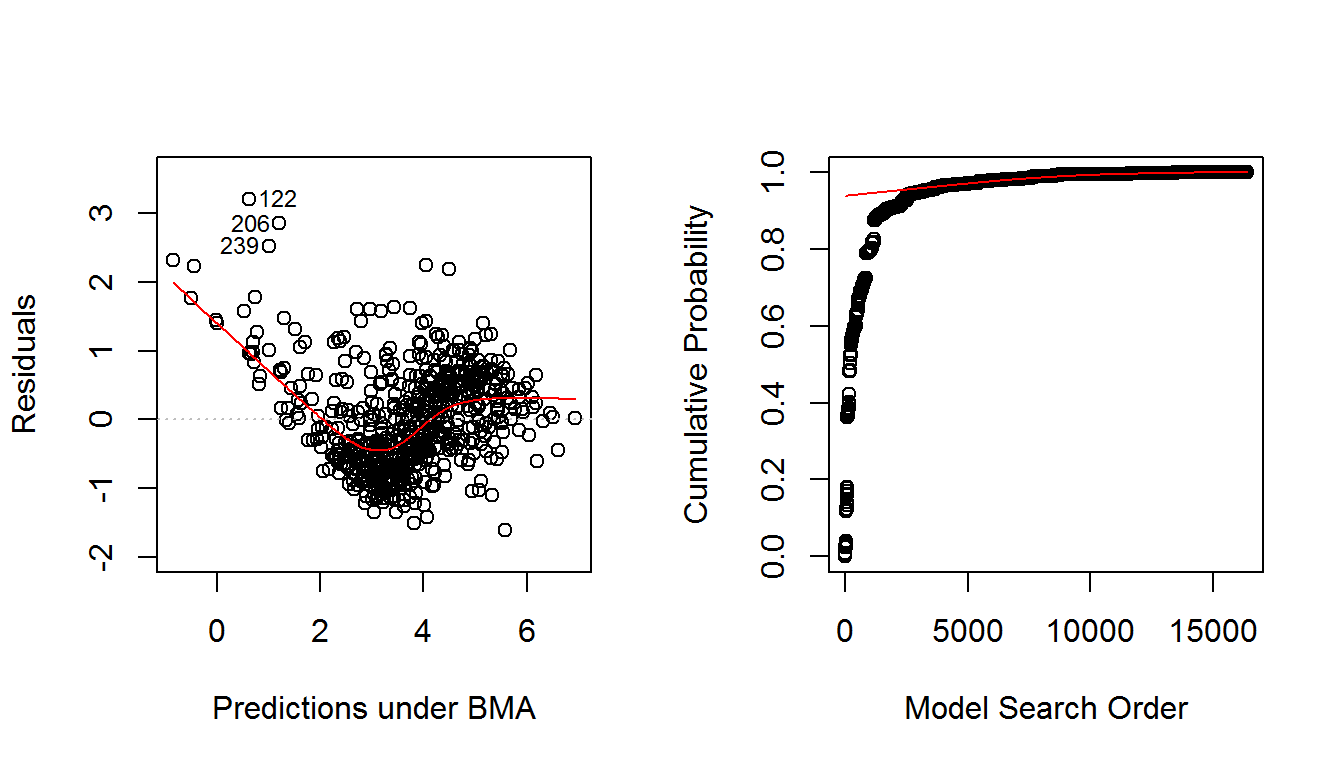 Residuals
3
2
1
0
-1
-2
122
206
239
0 2 4 6
Predictions under BMA
Cumulative Probability
1.0
0.8
0.6
0.4
0.2
0.0
0 5000 10000 15000
Model Search Order